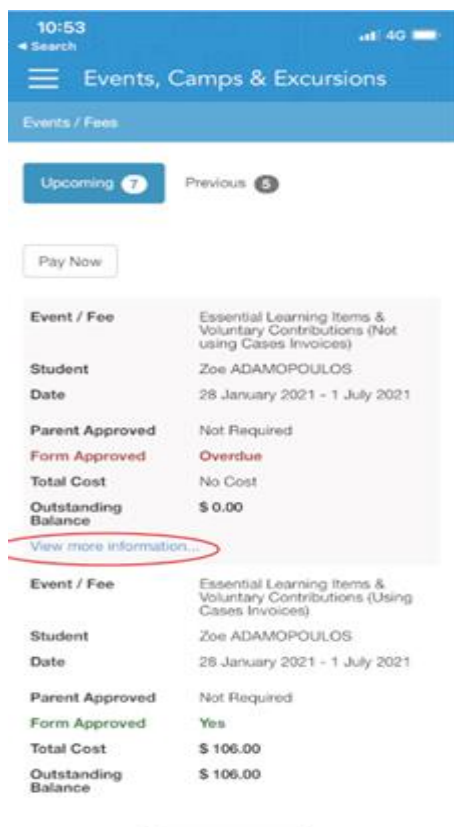 10:53
4G
Search
Events, Camps & Excursions
Events / Fees
Upcoming 7 Previous 5
Pay Now
Event / Fee Essential Learning Items &
Voluntary Contributions (Not
using Cases Invoices)
Student Zoe ADAMOPOULOS
Date 28 January 2021 - 1 July 2021
Parent Approved Not Required
Form Approved Overdue
Total Cost No Cost
Outstanding $ 0.00
Balance
View more information...
Event / Fee Essential Learning Items &
Voluntary Contributions (Using
Cases Invoices)
Student Zoe ADAMOPOULOS
Date 28 January 2021 - 1 July 2021
Parent Approved Not Required
Form Approved Yes
Total Cost $ 106.00
Outstanding $ 106.00
Balance